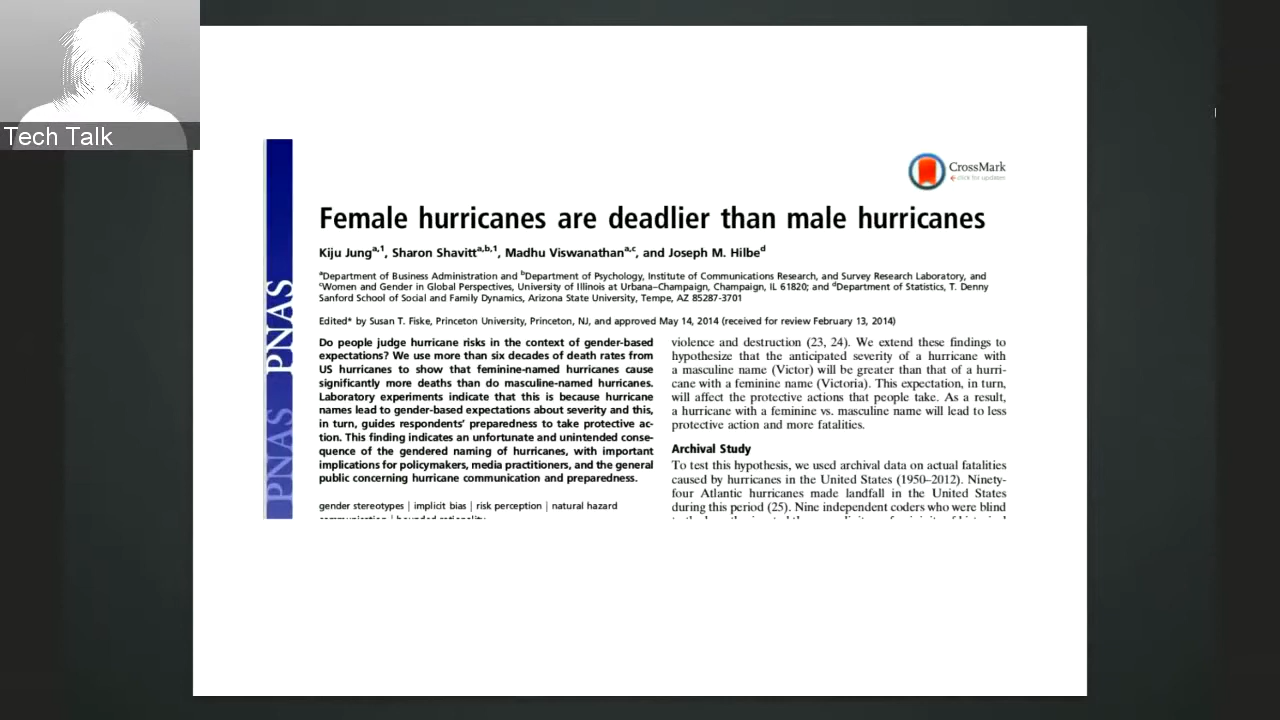 Tech Talk
PNAS PNAS
CrossMark
click for updates
Female hurricanes are deadlier than male hurricanes
Kiju Jung^a,1, Sharon Shavitt^a,b,1, Madhu Viswanathan^a,c, and Joseph M. Hilbe^d
^aDepartment of Business Administration and ^bDepartment of Psychology, Institute of Communications Research, and Survey Research Laboratory, and
^cWomen and Gender in Global Perspectives, University of Illinois at Urbana–Champaign, Champaign, IL 61820; and ^dDepartment of Statistics, T. Denny
Sanford School of Social and Family Dynamics, Arizona State University, Tempe, AZ 85287-3701
Edited* by Susan T. Fiske, Princeton University, Princeton, NJ, and approved May 14, 2014 (received for review February 13, 2014)
Do people judge hurricane risks in the context of gender-based
expectations? We use more than six decades of death rates from
US hurricanes to show that feminine-named hurricanes cause
significantly more deaths than do masculine-named hurricanes.
Laboratory experiments indicate that this is because hurricane
names lead to gender-based expectations about severity and this,
in turn, guides respondents' preparedness to take protective ac-
tion. This finding indicates an unfortunate and unintended conse-
quence of the gendered naming of hurricanes, with important
implications for policymakers, media practitioners, and the general
public concerning hurricane communication and preparedness.
gender stereotypes | implicit bias | risk perception | natural hazard
violence and destruction (23, 24). We extend these findings to
hypothesize that the anticipated severity of a hurricane with
a masculine name (Victor) will be greater than that of a hurri-
cane with a feminine name (Victoria). This expectation, in turn,
will affect the protective actions that people take. As a result,
a hurricane with a feminine vs. masculine name will lead to less
protective action and more fatalities.
Archival Study
To test this hypothesis, we used archival data on actual fatalities
caused by hurricanes in the United States (1950–2012). Ninety-
four Atlantic hurricanes made landfall in the United States
during this period (25). Nine independent coders who were blind